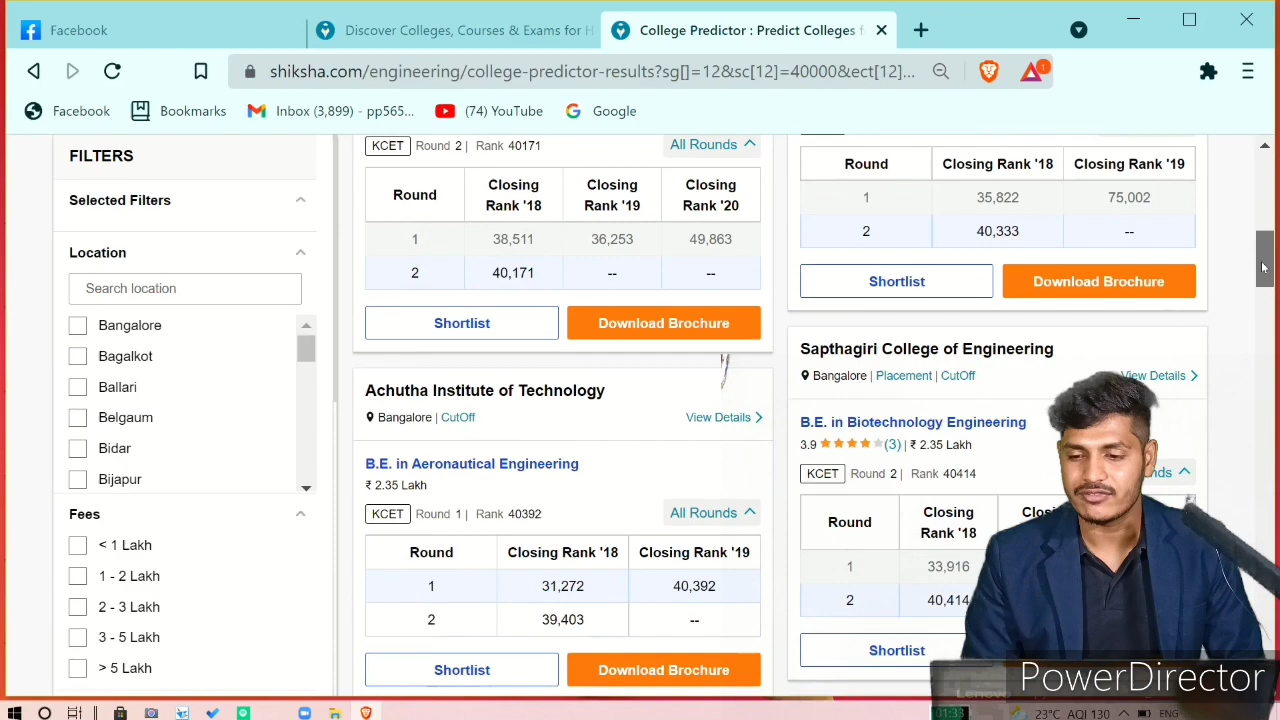 Facebook
Discover Colleges, Courses & Exams for H
College Predictor : Predict Colleges f
shiksha.com/engineering/college-predictor-results?sg[]=12&sc[12]=40000&ect[12]...
1
Facebook
Bookmarks
Inbox (3,899) - pp565...
(74) YouTube
Google
FILTERS
Selected Filters
Location
Search location
Bangalore
Bagalkot
Ballari
Belgaum
Bidar
Bijapur
Fees
< 1 Lakh
1 - 2 Lakh
2 - 3 Lakh
3 - 5 Lakh
> 5 Lakh
KCET Round 2 | Rank 40171 All Rounds
Round Closing Rank '18 Closing Rank '19 Closing Rank '20
1 38,511 36,253 49,863
2 40,171 -- --
Shortlist Download Brochure
Achutha Institute of Technology
Bangalore | CutOff View Details
B.E. in Aeronautical Engineering
₹ 2.35 Lakh
KCET Round 1 | Rank 40392 All Rounds
Round Closing Rank '18 Closing Rank '19
1 31,272 40,392
2 39,403 --
Shortlist Download Brochure
Round Closing Rank '18 Closing Rank '19
1 35,822 75,002
2 40,333 --
Shortlist Download Brochure
Sapthagiri College of Engineering
Bangalore | Placement | CutOff View Details
B.E. in Biotechnology Engineering
3.9 (3) | ₹ 2.35 Lakh
KCET Round 2 | Rank 40414
Round Closing Rank '18
1 33,916
2 40,414
Shortlist
PowerDirector
01:33
23°C AQI 130 ENG